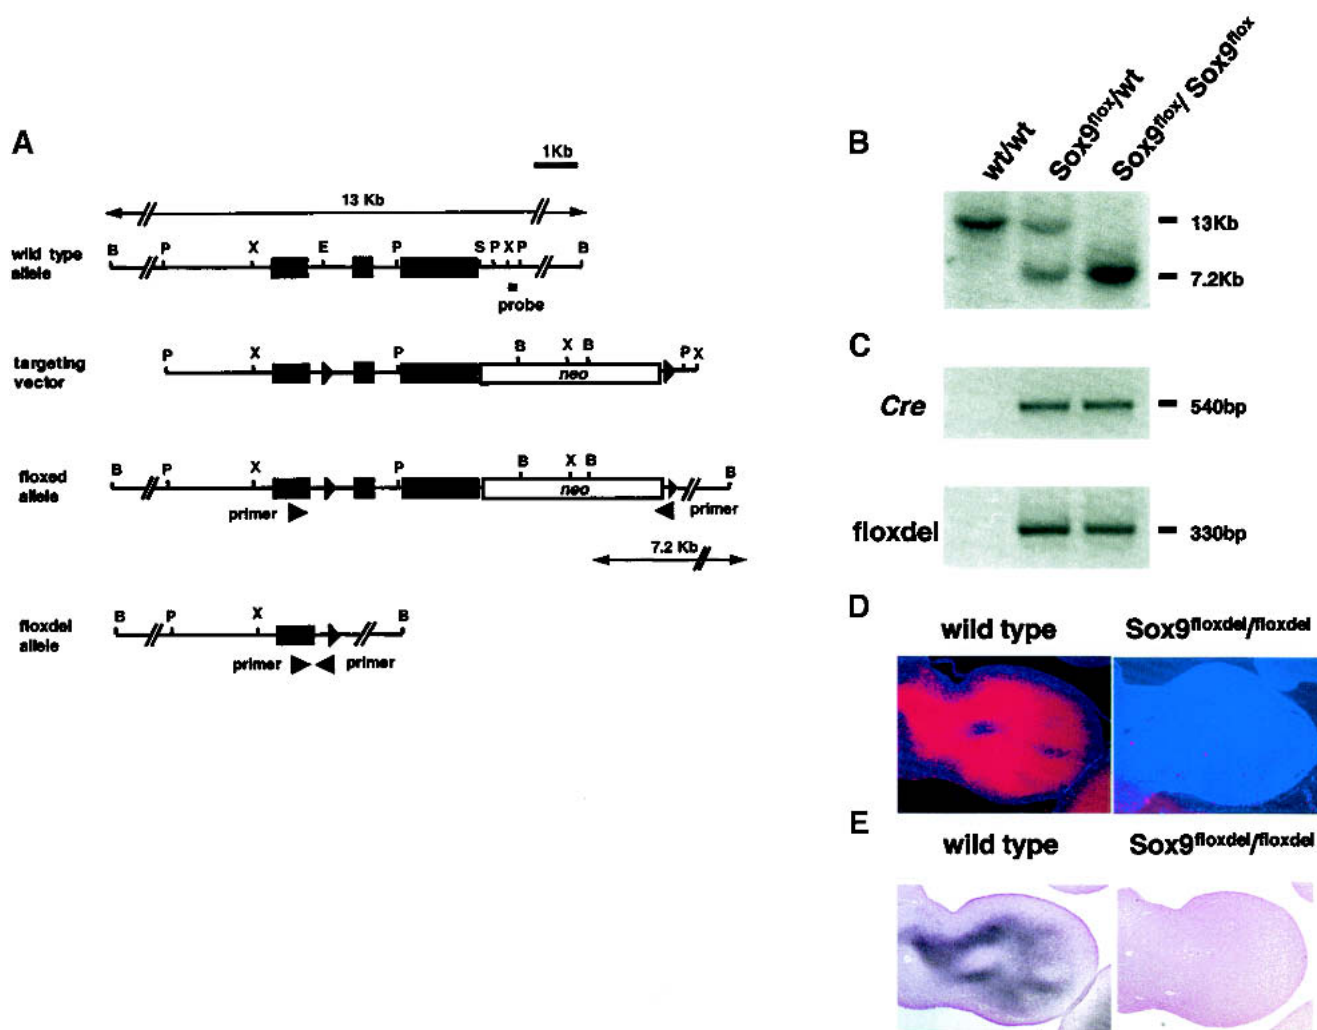 A
1Kb
13 Kb
wild type
allele
B P X E P S P X P B
probe
targeting
vector
P X P B X B P X
neo
floxed
allele
B P X P B X B B
neo
primer primer
7.2 Kb
floxdel
allele
B P X B
primer primer
B
wt/wt
Sox9flox/wt
Sox9flox/ Sox9flox
13Kb
7.2Kb
C
Cre
540bp
floxdel
330bp
D
wild type Sox9floxdel/floxdel
E
wild type Sox9floxdel/floxdel